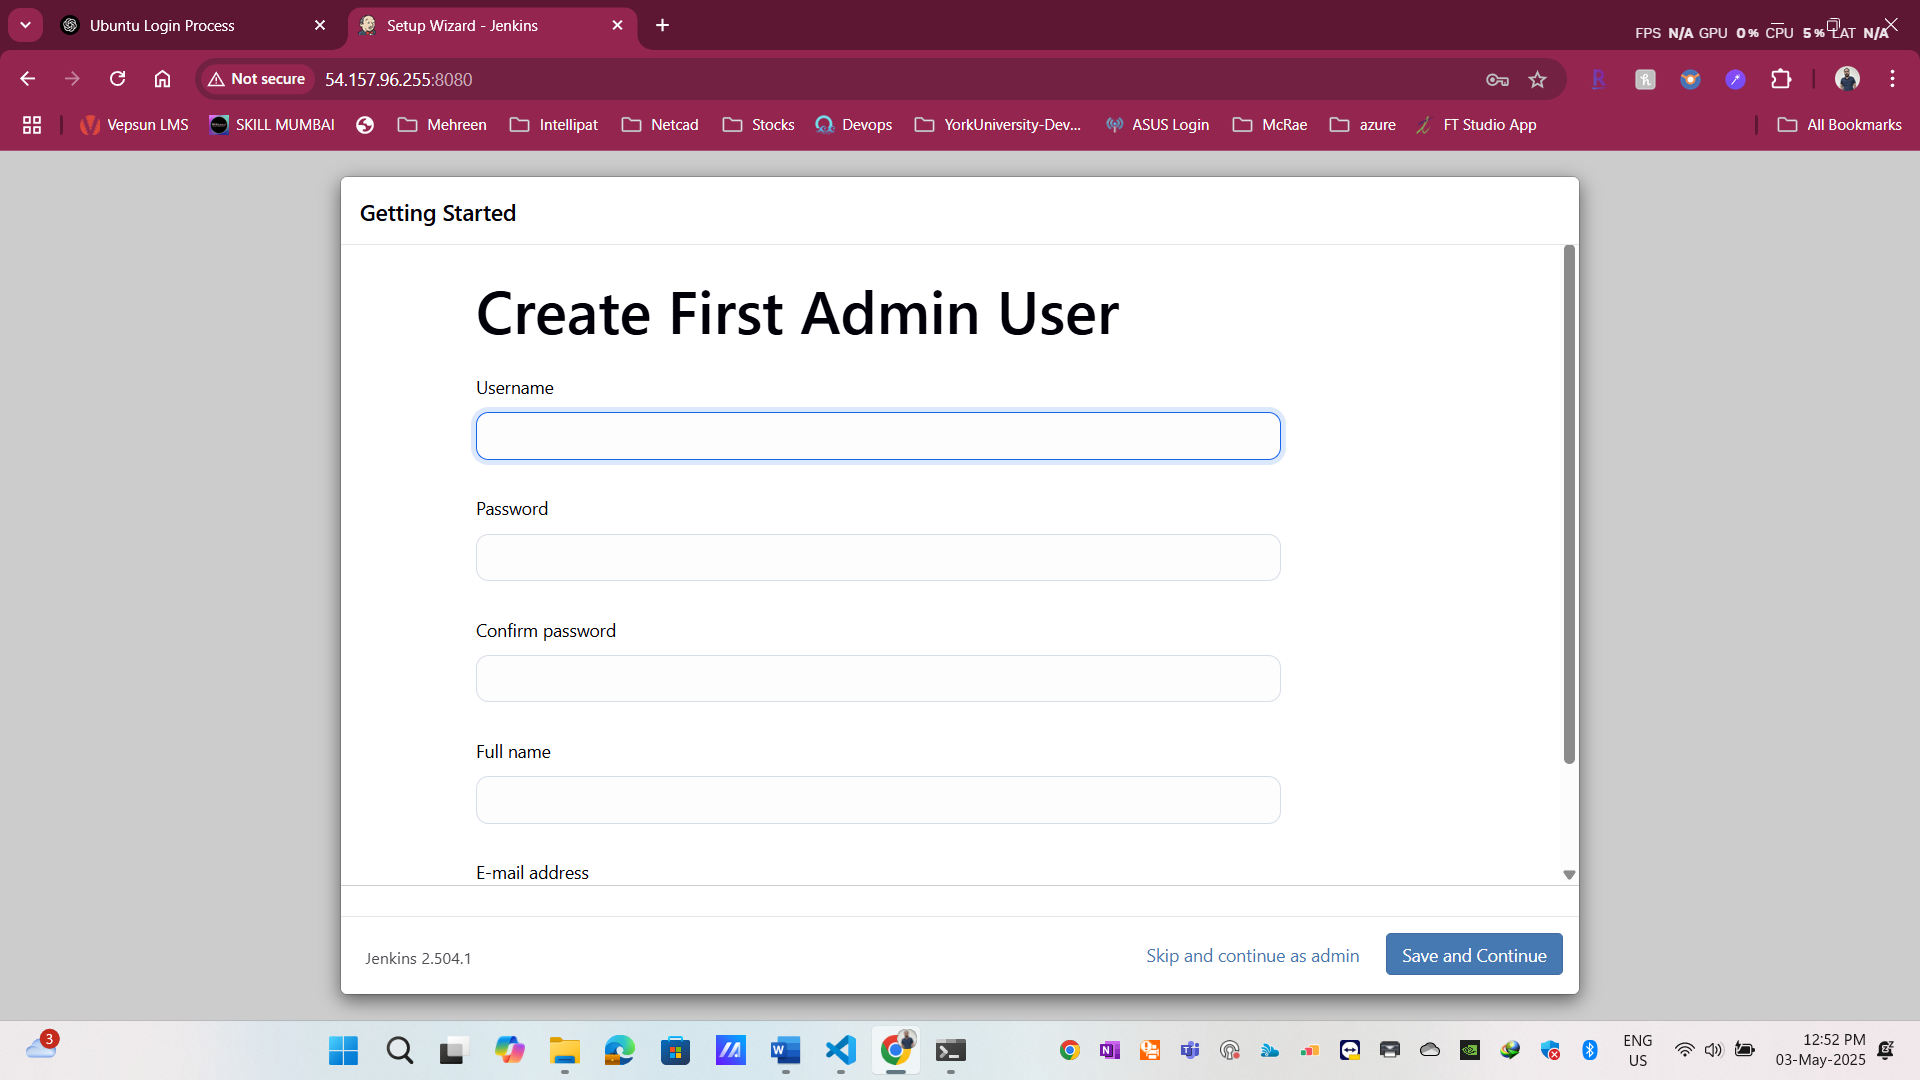 Ubuntu Login Process
Setup Wizard - Jenkins
FPS N/A GPU 0% CPU 5% LAT N/A
Not secure
54.157.96.255:8080
Vepsun LMS
SKILL MUMBAI
Mehreen
Intellipat
Netcad
Stocks
Devops
YorkUniversity-Dev...
ASUS Login
McRae
azure
FT Studio App
All Bookmarks
Getting Started
Create First Admin User
Username
Password
Confirm password
Full name
E-mail address
Jenkins 2.504.1
Skip and continue as admin
Save and Continue
3
ENG
US
12:52 PM
03-May-2025